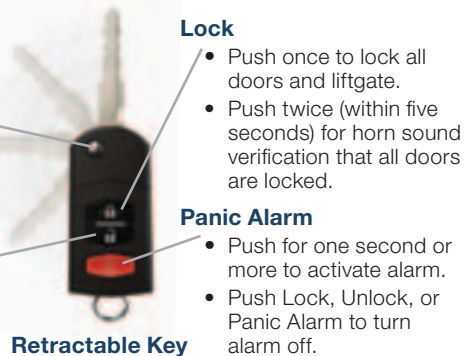 Lock
• Push once to lock all
doors and liftgate.
• Push twice (within five
seconds) for horn sound
verification that all doors
are locked.
Panic Alarm
• Push for one second or
more to activate alarm.
• Push Lock, Unlock, or
Panic Alarm to turn
alarm off.
Retractable Key